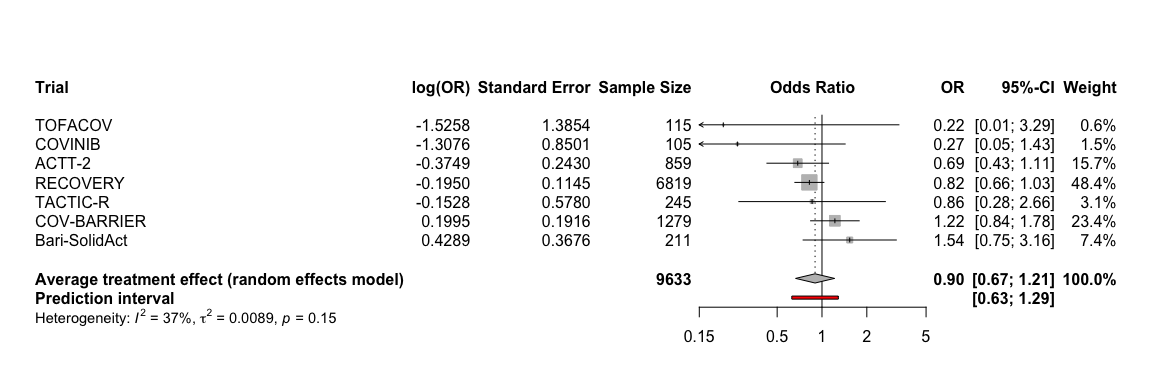 Trial log(OR) Standard Error Sample Size Odds Ratio OR 95%-CI Weight
TOFACOV -1.5258 1.3854 115 0.22 [0.01; 3.29] 0.6%
COVINIB -1.3076 0.8501 105 0.27 [0.05; 1.43] 1.5%
ACTT-2 -0.3749 0.2430 859 0.69 [0.43; 1.11] 15.7%
RECOVERY -0.1950 0.1145 6819 0.82 [0.66; 1.03] 48.4%
TACTIC-R -0.1528 0.5780 245 0.86 [0.28; 2.66] 3.1%
COV-BARRIER 0.1995 0.1916 1279 1.22 [0.84; 1.78] 23.4%
Bari-SolidAct 0.4289 0.3676 211 1.54 [0.75; 3.16] 7.4%
Average treatment effect (random effects model) 9633 0.90 [0.67; 1.21] 100.0%
Prediction interval [0.63; 1.29]
Heterogeneity: I² = 37%, τ² = 0.0089, p = 0.15
0.15 0.5 1 2 5